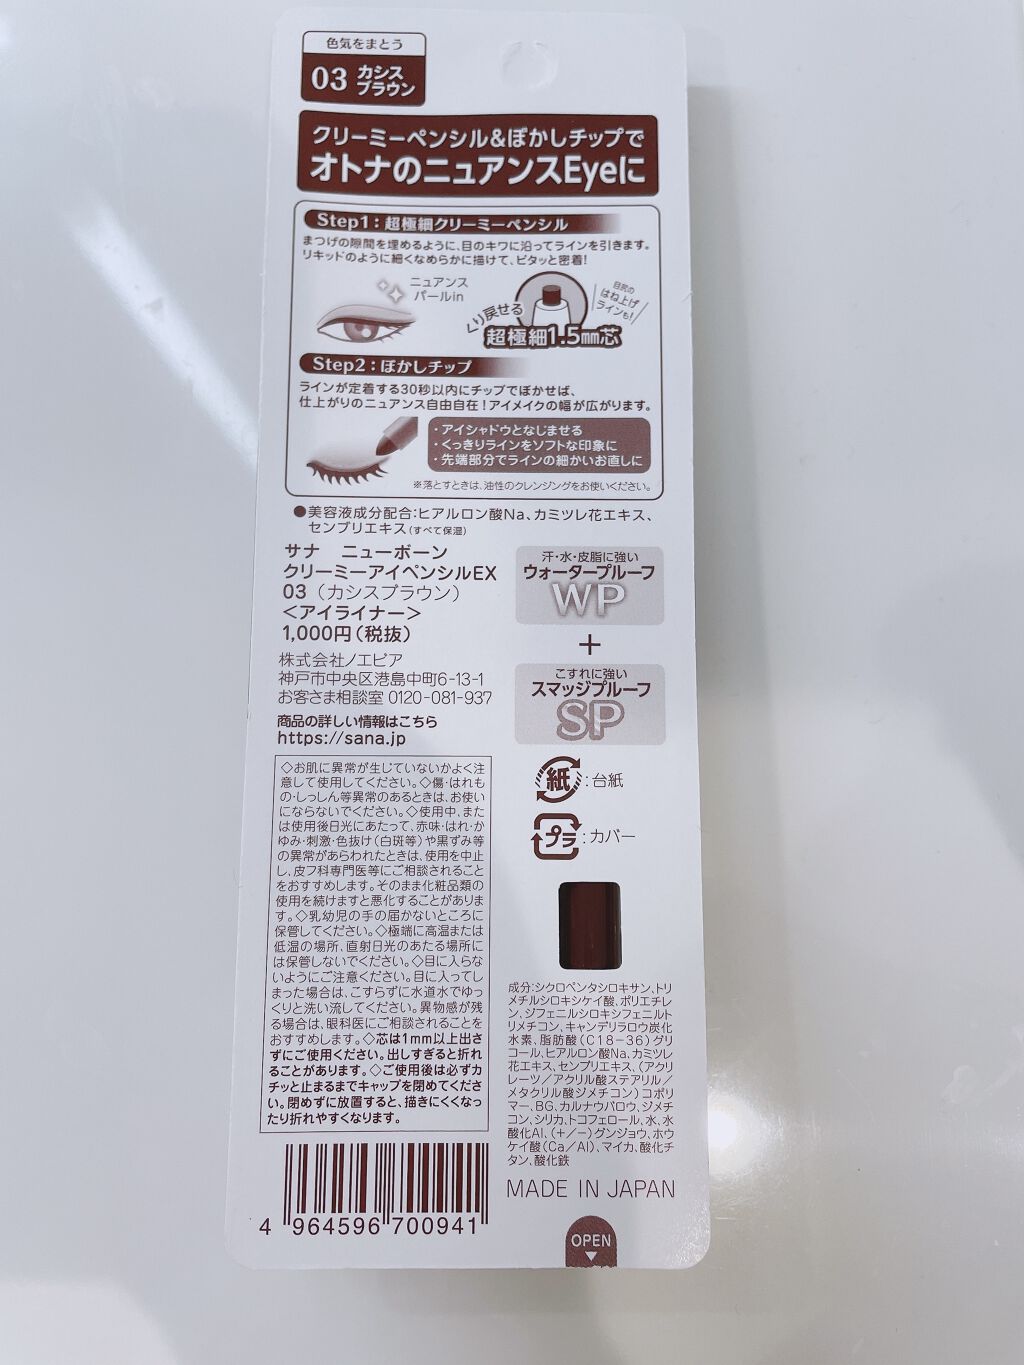 色気をまとう
03 カシスブラウン
クリーミーペンシル&ぼかしチップで
オトナのニュアンスEyeに
Step1:超極細クリーミーペンシル
まつげの隙間を埋めるように、目のキワに沿ってラインを引きます。
リキッドのように細くなめらかに描けて、ピタッと密着!
ニュアンス
パールin
くり戻せる
超極細1.5mm芯
目尻の
はね上げ
ラインも!
Step2:ぼかしチップ
ラインが定着する30秒以内にチップでぼかせば、
仕上がりのニュアンス自由自在!アイメイクの幅が広がります。
・アイシャドウとなじませる
・くっきりラインをソフトな印象に
・先端部分でラインの細かいお直しに
※落とすときは、油性のクレンジングをお使いください。
●美容液成分配合:ヒアルロン酸Na、カミツレ花エキス、
センブリエキス(すべて保湿)
サナ ニューボーン
クリーミーアイペンシルEX
03(カシスブラウン)
<アイライナー>
1,000円(税抜)
株式会社ノエビア
神戸市中央区港島中町6-13-1
お客さま相談室 0120-081-937
商品の詳しい情報はこちら
https://sana.jp
汗・水・皮脂に強い
ウォータープルーフ
WP
+
こすれに強い
スマッジプルーフ
SP
紙:台紙
プラ:カバー
◇お肌に異常が生じていないかよく注
意して使用してください。◇傷・はれも
の・しっしん等異常のあるときは、お使い
にならないでください。◇使用中、また
は使用後日光にあたって、赤味・はれ・か
ゆみ・刺激・色抜け(白斑等)や黒ずみ等
の異常があらわれたときは、使用を中止
し、皮フ科専門医等にご相談されること
をおすすめします。そのまま化粧品類の
使用を続けますと悪化することがありま
す。◇乳幼児の手の届かないところに
保管してください。◇極端に高温または
低温の場所、直射日光のあたる場所に
は保管しないでください。◇目に入らな
いようにご注意ください。目に入ってし
まった場合は、こすらずに水道水でゆっ
くりと洗い流してください。異物感が残
る場合は、眼科医にご相談されることを
おすすめします。◇芯は1mm以上出さ
ずにご使用ください。出しすぎると折れ
ることがあります。◇ご使用後は必ずカ
チッと止まるまでキャップを閉めてくださ
い。閉めずに放置すると、描きにくくなっ
たり折れやすくなります。
成分:シクロペンタシロキサン、トリ
メチルシロキシケイ酸、ポリエチレ
ン、ジフェニルシロキシフェニルト
リメチコン、キャンデリラロウ炭化
水素、脂肪酸(C18-36)グリ
コール、ヒアルロン酸Na、カミツレ
花エキス、センブリエキス、(アクリ
レーツ/アクリル酸ステアリル/
メタクリル酸ジメチコン)コポリ
マー、BG、カルナウバロウ、ジメチ
コン、シリカ、トコフェロール、水、水
酸化Al、(+/-)グンジョウ、ホウ
ケイ酸(Ca/Al)、マイカ、酸化チ
タン、酸化鉄
MADE IN JAPAN
4 964596 700941
OPEN